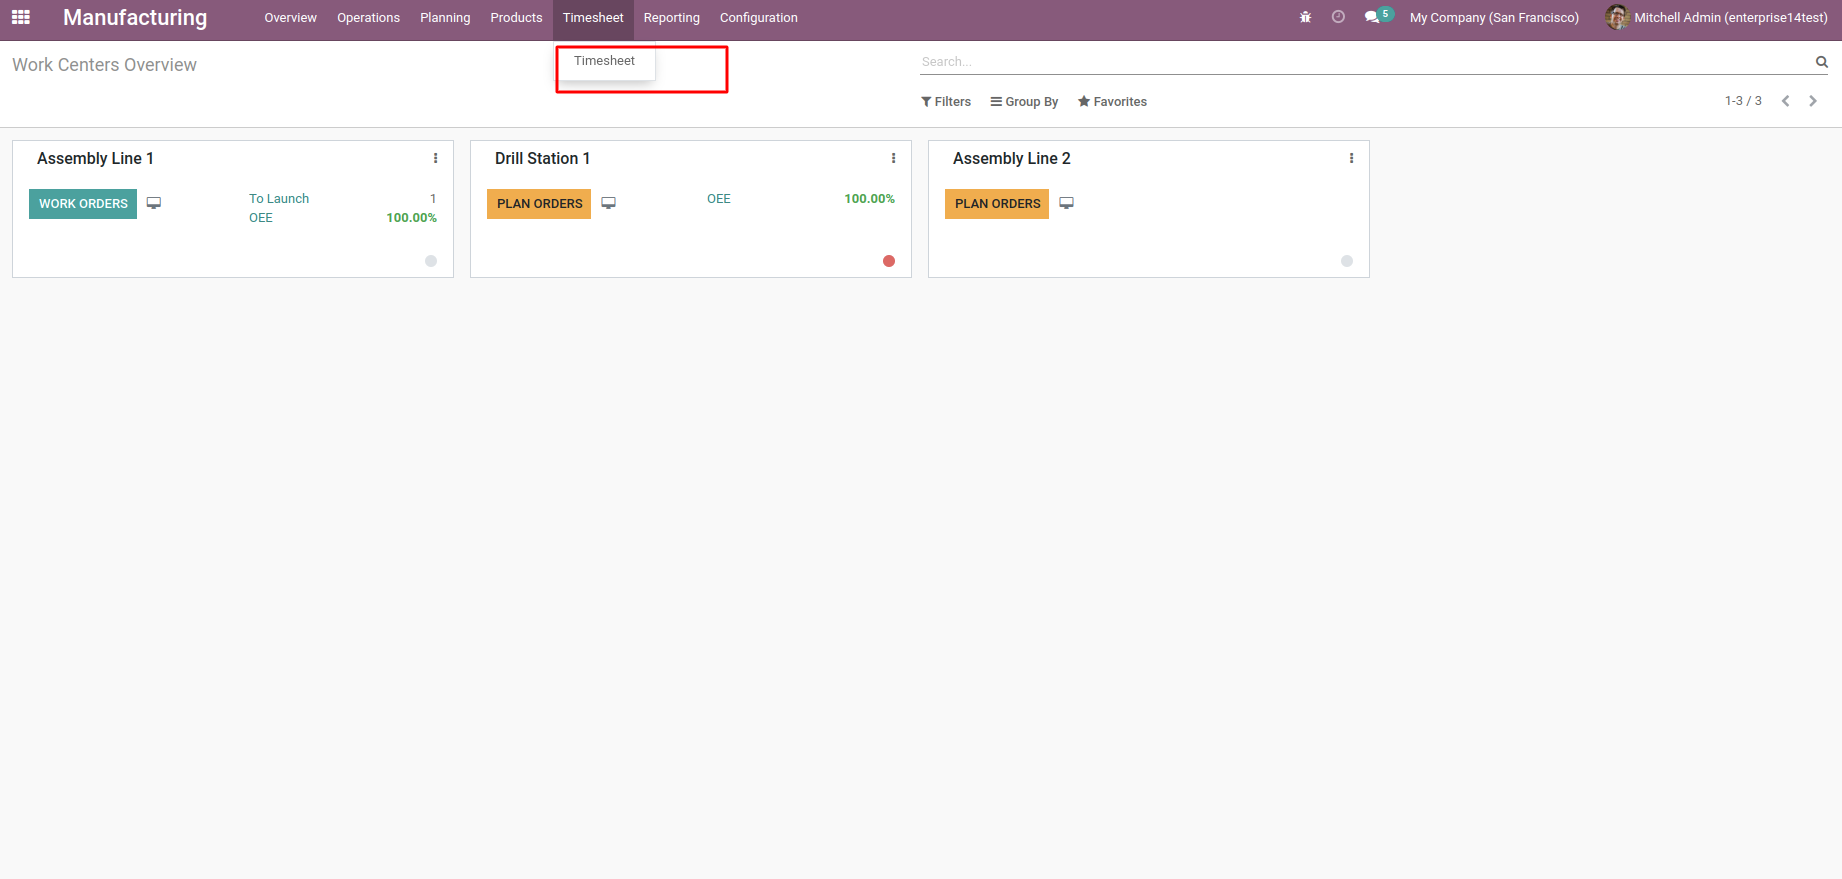 Manufacturing Overview Operations Planning Products Timesheet Reporting Configuration 5 My Company (San Francisco) Mitchell Admin (enterprise14test)
Timesheet
Work Centers Overview
Search...
Filters Group By Favorites 1-3 / 3
Assembly Line 1
WORK ORDERS
To Launch 1
OEE 100.00%
Drill Station 1
PLAN ORDERS
OEE 100.00%
Assembly Line 2
PLAN ORDERS